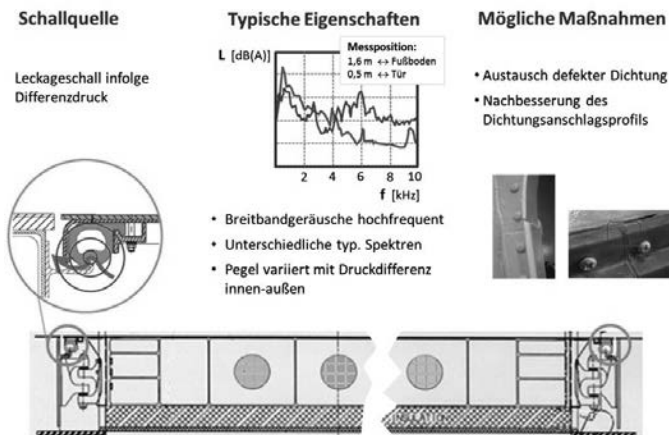 Schallquelle
Typische Eigenschaften
Mögliche Maßnahmen
Leckageschall infolge
Differenzdruck
L [dB(A)]
Messposition:
1,6 m ↔ Fußboden
0,5 m ↔ Tür
2 4 6 8 10
f [kHz]
• Breitbandgeräusche hochfrequent
• Unterschiedliche typ. Spektren
• Pegel variiert mit Druckdifferenz
innen-außen
• Austausch defekter Dichtung
• Nachbesserung des
Dichtungsanschlagsprofils